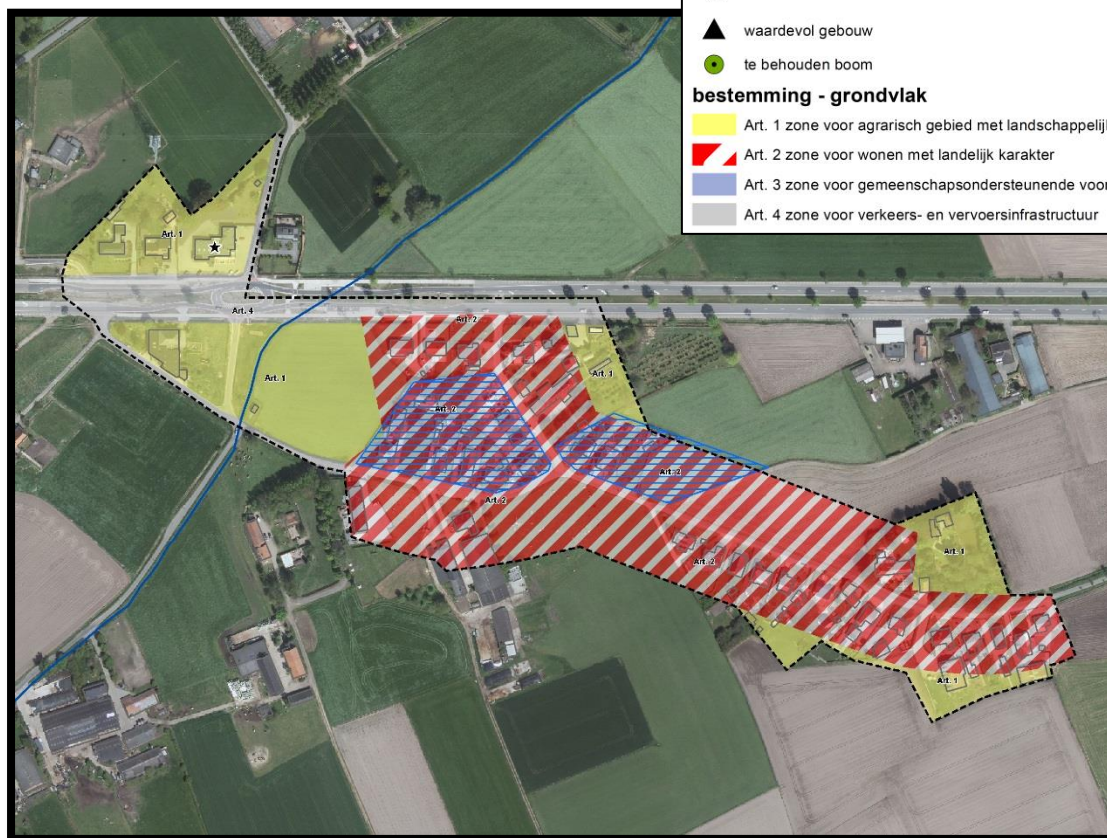 waardevol gebouw
te behouden boom
bestemming - grondvlak
Art. 1 zone voor agrarisch gebied met landschappelijk
Art. 2 zone voor wonen met landelijk karakter
Art. 3 zone voor gemeenschapsondersteunende voor
Art. 4 zone voor verkeers- en vervoersinfrastructuur
Art. 1
Art. 4
Art. 2
Art. 1
Art. 1
Art. 2
Art. 2
Art. 2
Art. 2
Art. 1
Art. 1